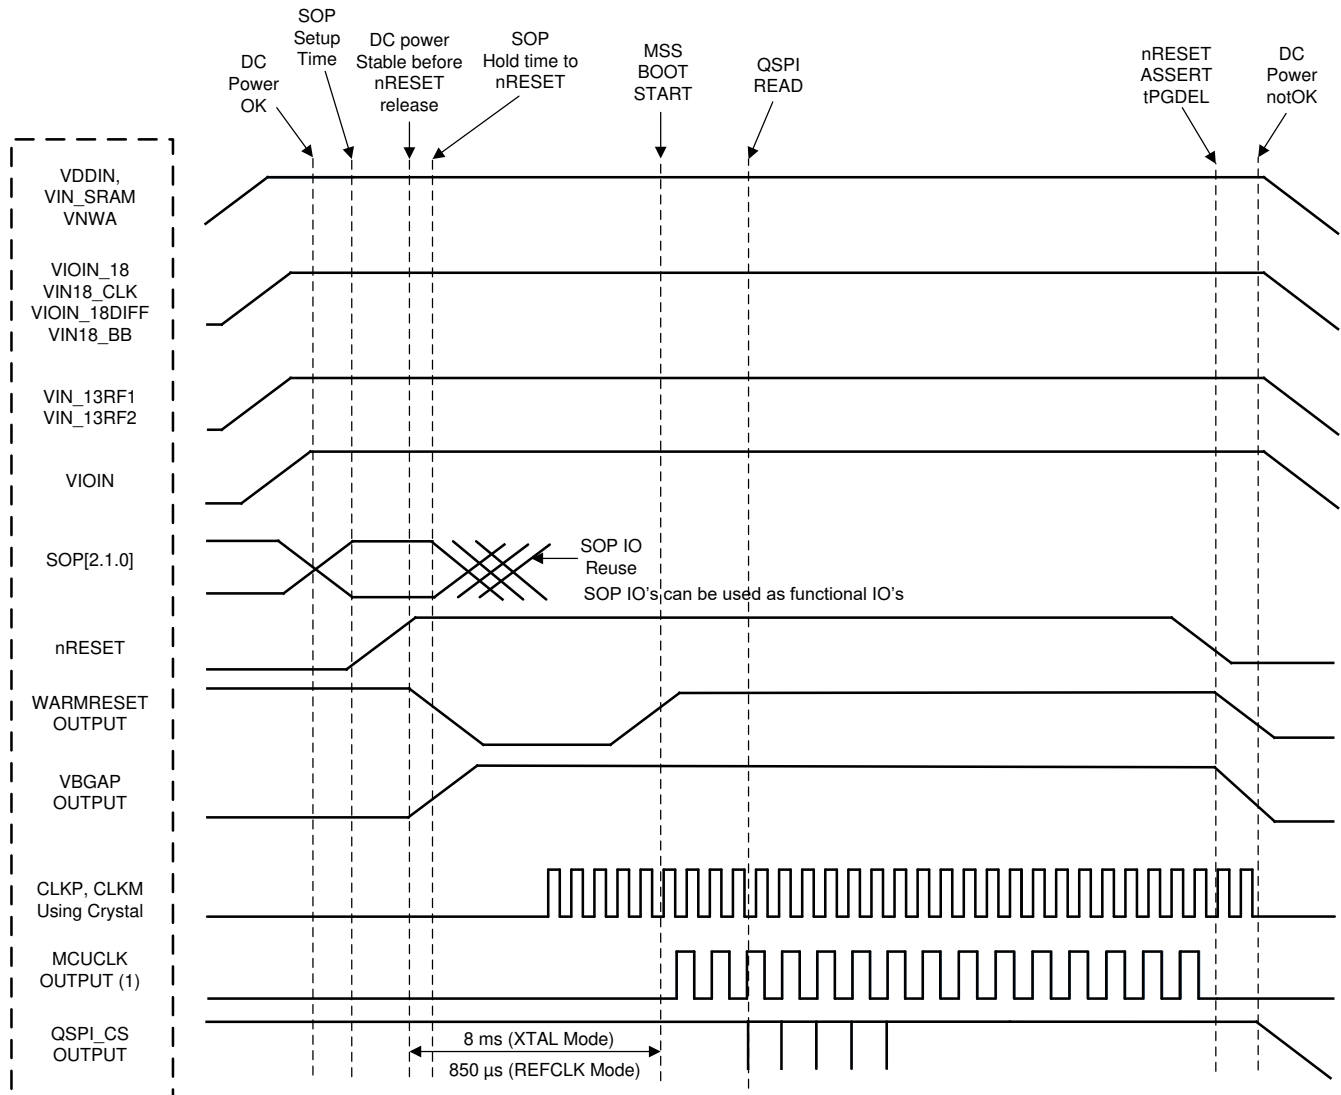 SOP
Setup
Time
DC
Power
OK
DC power
Stable before
nRESET
release
SOP
Hold time to
nRESET
MSS
BOOT
START
QSPI
READ
nRESET
ASSERT
tPGDEL
DC
Power
notOK
VDDIN,
VIN_SRAM
VNWA
VIOIN_18
VIN18_CLK
VIOIN_18DIFF
VIN18_BB
VIN_13RF1
VIN_13RF2
VIOIN
SOP[2.1.0]
SOP IO
Reuse
SOP IO's can be used as functional IO's
nRESET
WARMRESET
OUTPUT
VBGAP
OUTPUT
CLKP, CLKM
Using Crystal
MCUCLK
OUTPUT (1)
QSPI_CS
OUTPUT
8 ms (XTAL Mode)
850 µs (REFCLK Mode)